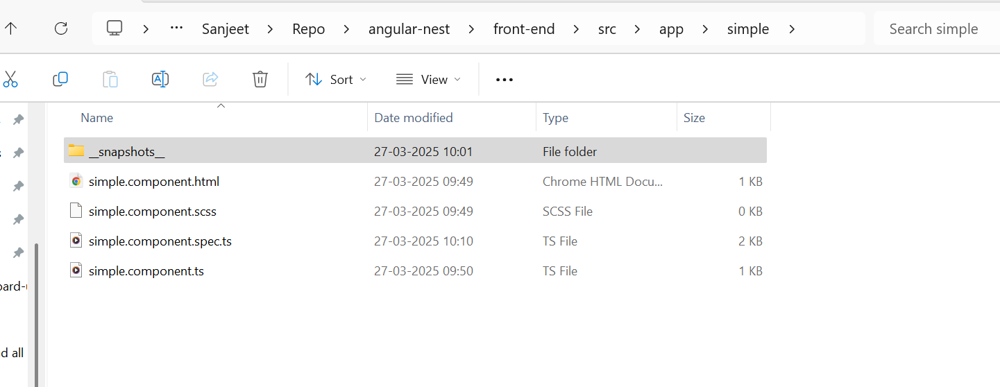 Sanjeet > Repo > angular-nest > front-end > src > app > simple > Search simple
Sort View
Name Date modified Type Size
__snapshots__ 27-03-2025 10:01 File folder
simple.component.html 27-03-2025 09:49 Chrome HTML Docu... 1 KB
simple.component.scss 27-03-2025 09:49 SCSS File 0 KB
simple.component.spec.ts 27-03-2025 10:10 TS File 2 KB
simple.component.ts 27-03-2025 09:50 TS File 1 KB
d all